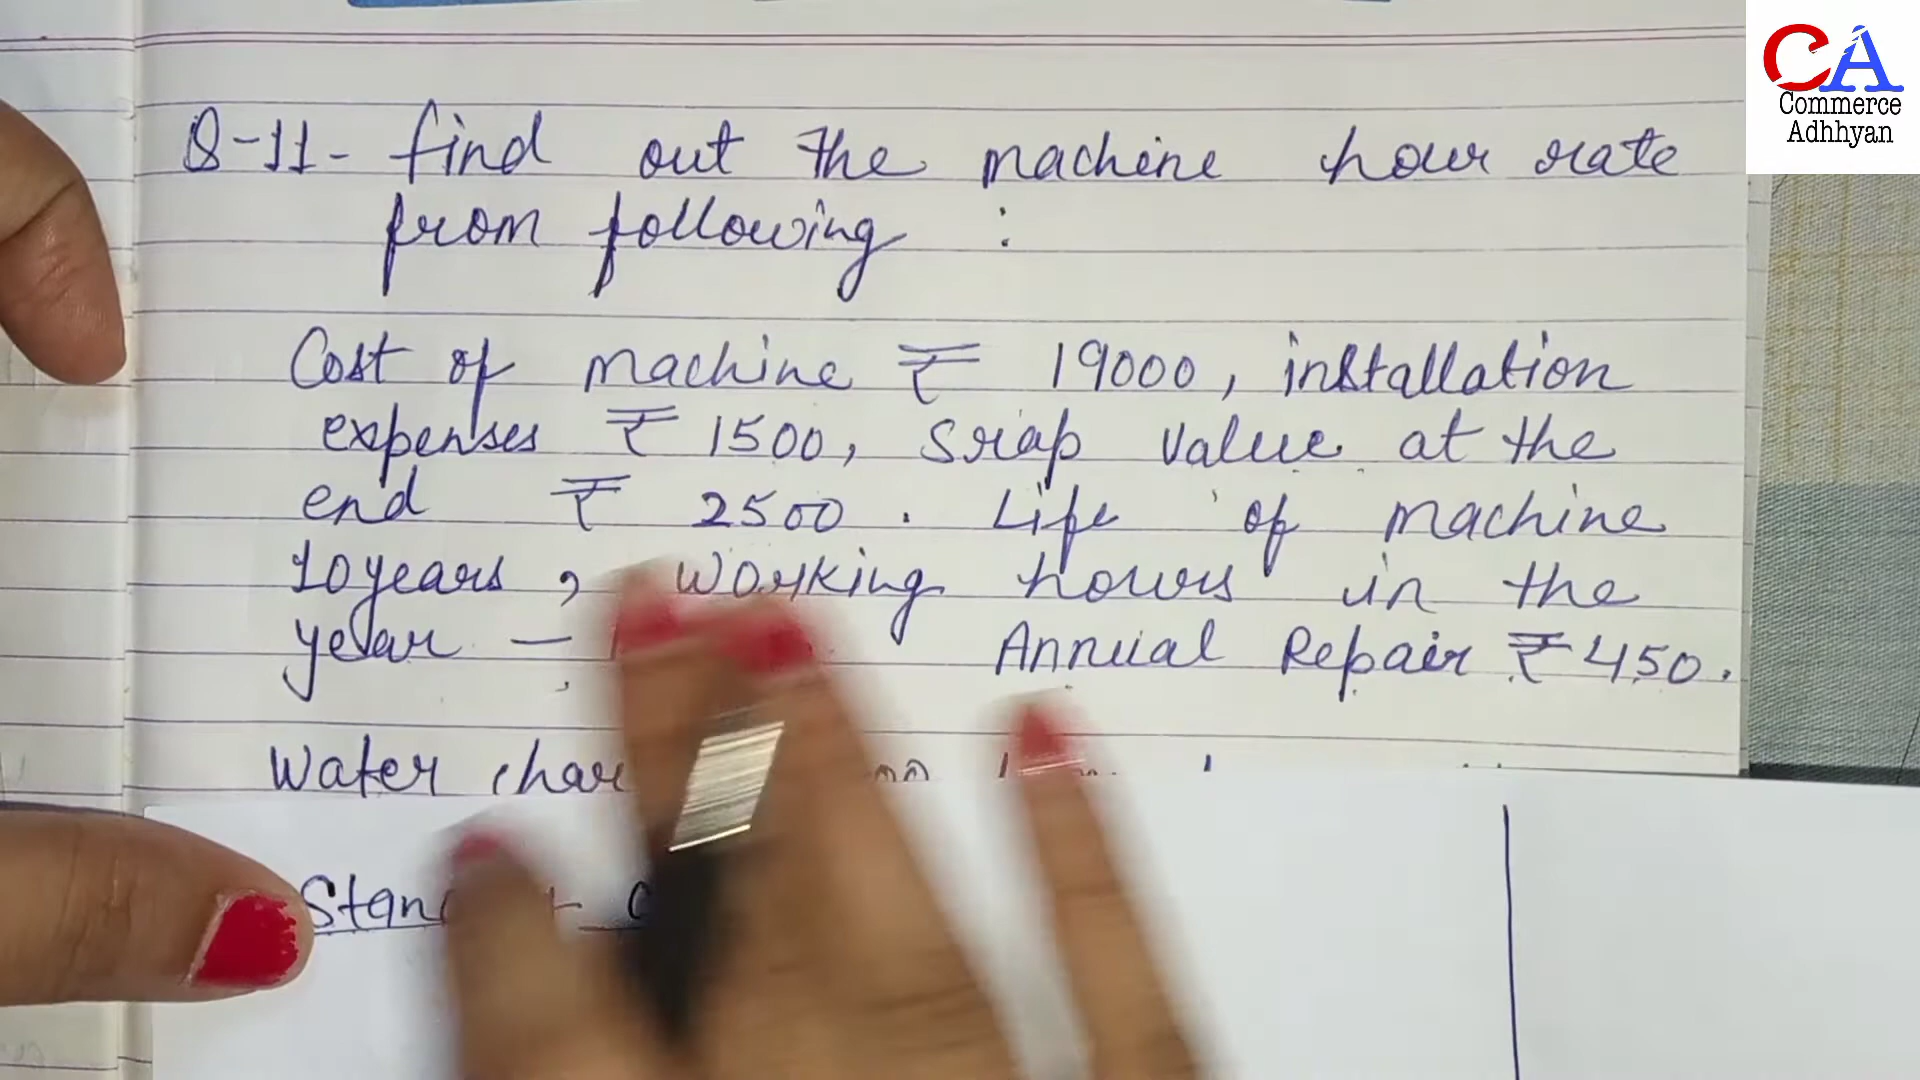 CA
Commerce
Adhhyan
Q-11- find out the machine hour rate
from following :
Cost of machine ₹ 19000, installation
expenses ₹ 1500, Srap value at the
end ₹ 2500 . Life of machine
10 years , working hours in the
year - Annual Repair ₹ 450.
Water